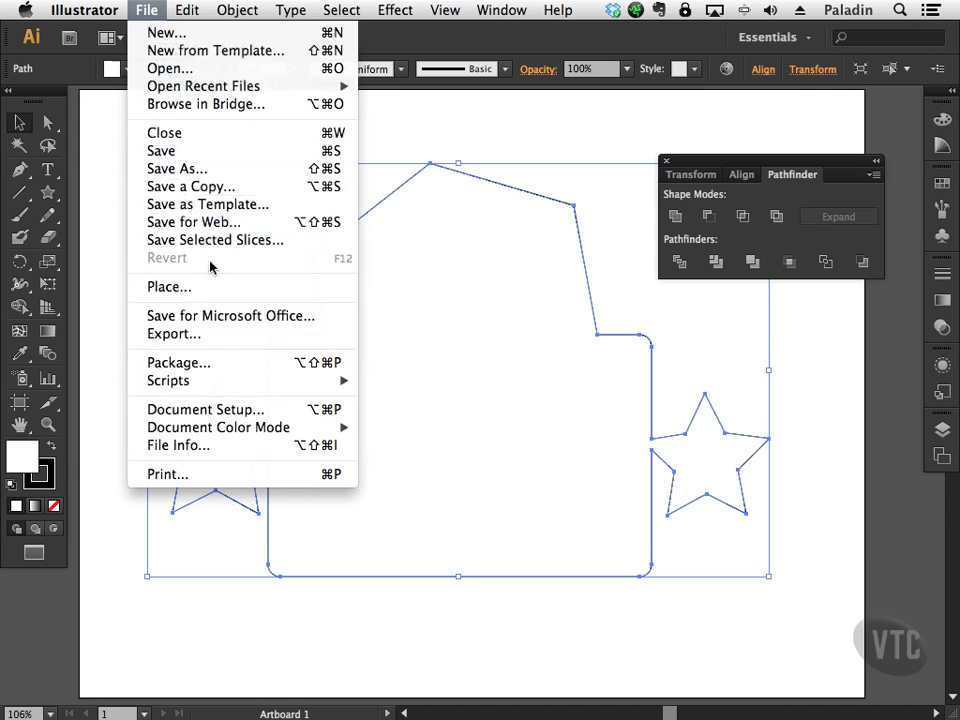 Illustrator File Edit Object Type Select Effect View Window Help Paladin
Ai Br Essentials
Path niform Basic Opacity: 100% Style: Align Transform
New... ⌘N
New from Template... ⇧⌘N
Open... ⌘O
Open Recent Files
Browse in Bridge... ⌥⌘O
Close ⌘W
Save ⌘S
Save As... ⇧⌘S
Save a Copy... ⌥⌘S
Save as Template...
Save for Web... ⌥⇧⌘S
Save Selected Slices...
Revert F12
Place...
Save for Microsoft Office...
Export...
Package... ⌥⇧⌘P
Scripts
Document Setup... ⌥⌘P
Document Color Mode
File Info... ⌥⇧⌘I
Print... ⌘P
Transform Align Pathfinder
Shape Modes:
Expand
Pathfinders:
VTC
106% 1 Artboard 1